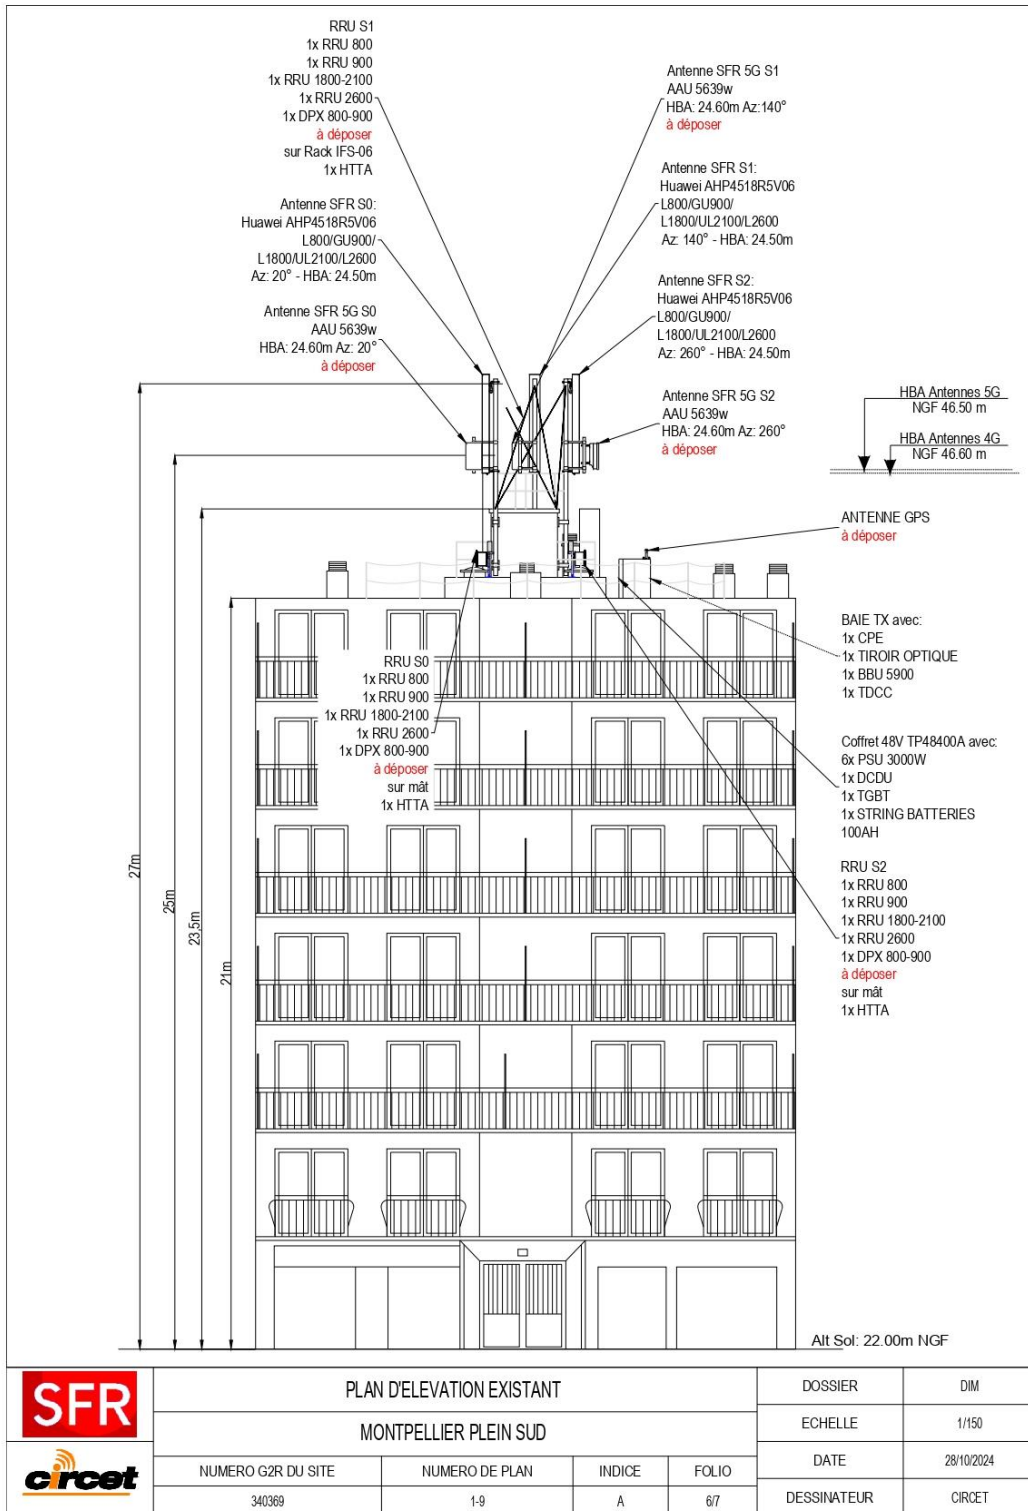 RRU S1
1x RRU 800
1x RRU 900
1x RRU 1800-2100
1x RRU 2600
1x DPX 800-900
à déposer
sur Rack IFS-06
1x HTTA
Antenne SFR S0:
Huawei AHP4518R5V06
L800/GU900/
L1800/UL2100/L2600
Az: 20° - HBA: 24.50m
Antenne SFR 5G S0
AAU 5639w
HBA: 24.60m Az: 20°
à déposer
Antenne SFR 5G S1
AAU 5639w
HBA: 24.60m Az:140°
à déposer
Antenne SFR S1:
Huawei AHP4518R5V06
L800/GU900/
L1800/UL2100/L2600
Az: 140° - HBA: 24.50m
Antenne SFR S2:
Huawei AHP4518R5V06
L800/GU900/
L1800/UL2100/L2600
Az: 260° - HBA: 24.50m
Antenne SFR 5G S2
AAU 5639w
HBA: 24.60m Az: 260°
à déposer
HBA Antennes 5G
NGF 46.50 m
HBA Antennes 4G
NGF 46.60 m
ANTENNE GPS
à déposer
BAIE TX avec:
1x CPE
1x TIROIR OPTIQUE
1x BBU 5900
1x TDCC
Coffret 48V TP48400A avec:
6x PSU 3000W
1x DCDU
1x TGBT
1x STRING BATTERIES
100AH
RRU S2
1x RRU 800
1x RRU 900
1x RRU 1800-2100
1x RRU 2600
1x DPX 800-900
à déposer
sur mât
1x HTTA
RRU S0
1x RRU 800
1x RRU 900
1x RRU 1800-2100
1x RRU 2600
1x DPX 800-900
à déposer
sur mât
1x HTTA
27m
25m
23,5m
21m
Alt Sol: 22.00m NGF
SFR
circet
PLAN D'ELEVATION EXISTANT
MONTPELLIER PLEIN SUD
NUMERO G2R DU SITE
NUMERO DE PLAN
INDICE
FOLIO
340369
1-9
A
6/7
DOSSIER
DIM
ECHELLE
1/150
DATE
28/10/2024
DESSINATEUR
CIRCET